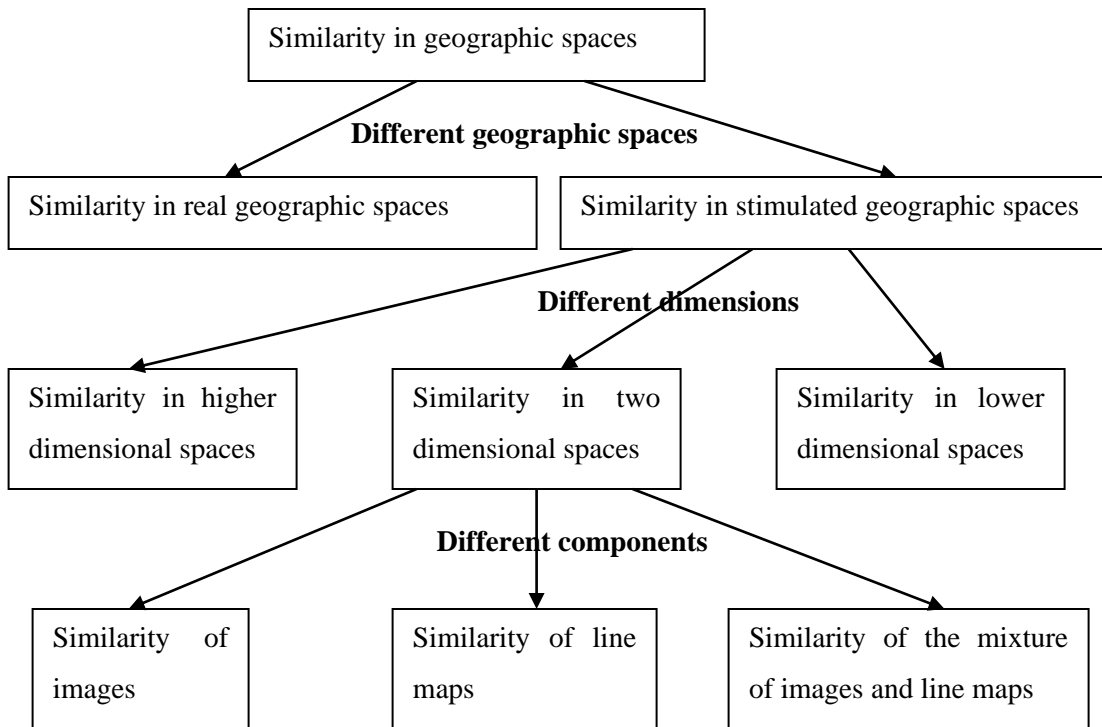 Similarity in geographic spaces
Different geographic spaces
Similarity in real geographic spaces
Similarity in stimulated geographic spaces
Different dimensions
Similarity in higher
dimensional spaces
Similarity in two
dimensional spaces
Similarity in lower
dimensional spaces
Different components
Similarity of
images
Similarity of line
maps
Similarity of the mixture
of images and line maps